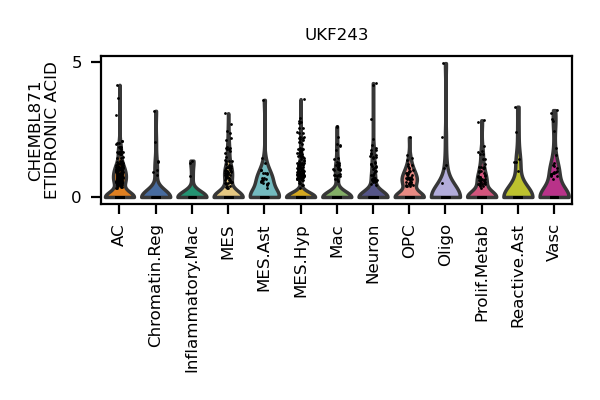 UKF243
CHEMBL871
ETIDRONIC ACID
5
0
AC
Chromatin.Reg
Inflammatory.Mac
MES
MES.Ast
MES.Hyp
Mac
Neuron
OPC
Oligo
Prolif.Metab
Reactive.Ast
Vasc